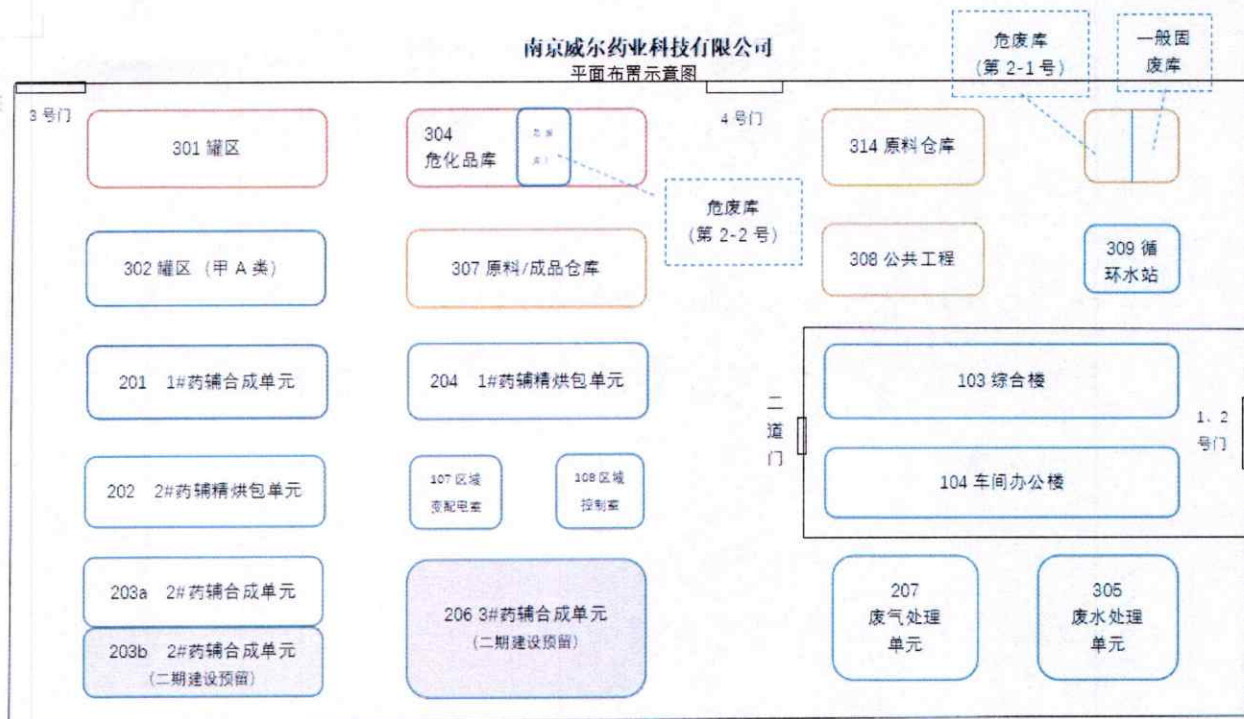 南京威尔药业科技有限公司
平面布置示意图
危废库
(第 2-1 号)
一般固
废库
3 号门
4 号门
301 罐区
304
危化品库
314 原料仓库
危废库
(第 2-2 号)
302 罐区（甲 A 类）
307 原料/成品仓库
308 公共工程
309 循
环水站
201 1#药辅合成单元
204 1#药辅精烘包单元
103 综合楼
二
道
门
1、2
号门
202 2#药辅精烘包单元
107 区域
变配电室
108 区域
控制室
104 车间办公楼
203a 2#药辅合成单元
203b 2#药辅合成单元
(二期建设预留)
206 3#药辅合成单元
(二期建设预留)
207
废气处理
单元
305
废水处理
单元